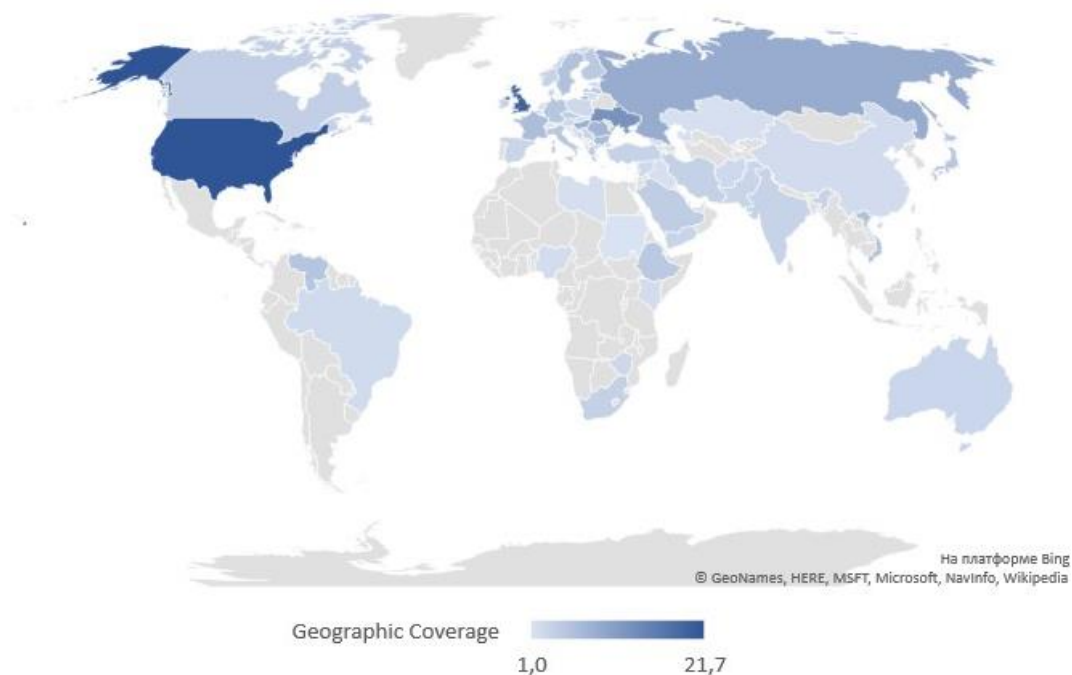 На платформе Bing
© GeoNames, HERE, MSFT, Microsoft, NavInfo, Wikipedia
Geographic Coverage
1,0 21,7